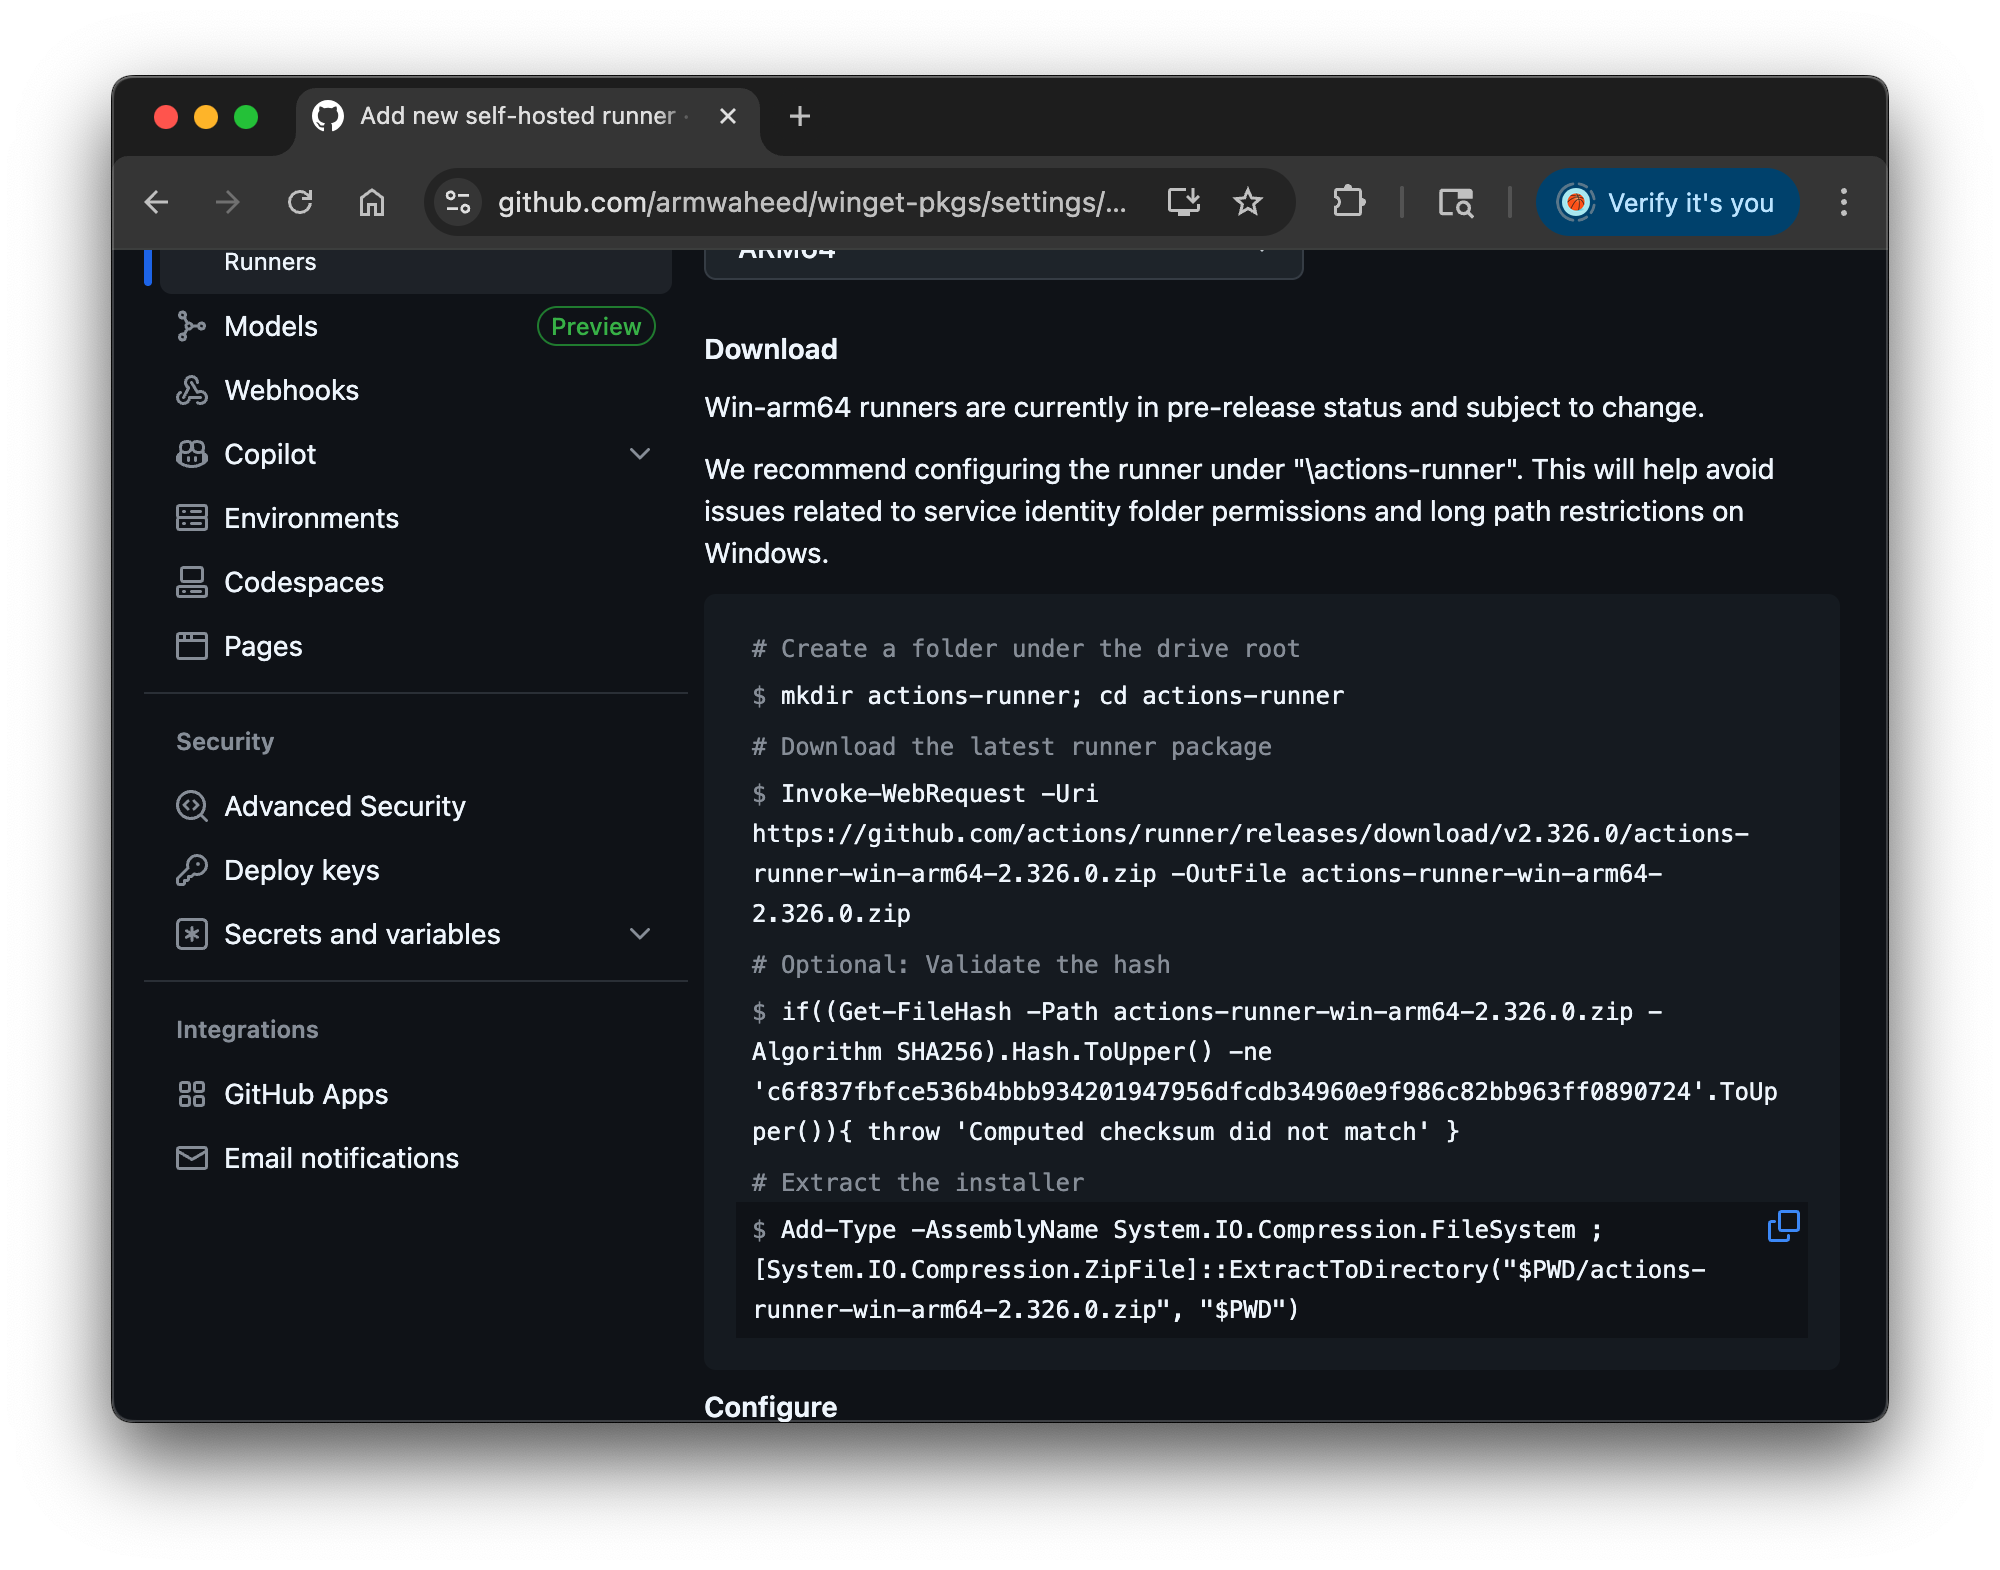 Add new self-hosted runner ·
github.com/armwaheed/winget-pkgs/settings/...
Verify it's you
Runners
Models
Preview
Webhooks
Copilot
Environments
Codespaces
Pages
Security
Advanced Security
Deploy keys
Secrets and variables
Integrations
GitHub Apps
Email notifications
ARM64
Download
Win-arm64 runners are currently in pre-release status and subject to change.
We recommend configuring the runner under "\actions-runner". This will help avoid
issues related to service identity folder permissions and long path restrictions on
Windows.
# Create a folder under the drive root
$ mkdir actions-runner; cd actions-runner
# Download the latest runner package
$ Invoke-WebRequest -Uri
https://github.com/actions/runner/releases/download/v2.326.0/actions-
runner-win-arm64-2.326.0.zip -OutFile actions-runner-win-arm64-
2.326.0.zip
# Optional: Validate the hash
$ if((Get-FileHash -Path actions-runner-win-arm64-2.326.0.zip -
Algorithm SHA256).Hash.ToUpper() -ne
'c6f837fbfce536b4bbb934201947956dfcdb34960e9f986c82bb963ff0890724'.ToUp
per()){ throw 'Computed checksum did not match' }
# Extract the installer
$ Add-Type -AssemblyName System.IO.Compression.FileSystem ;
[System.IO.Compression.ZipFile]::ExtractToDirectory("$PWD/actions-
runner-win-arm64-2.326.0.zip", "$PWD")
Configure